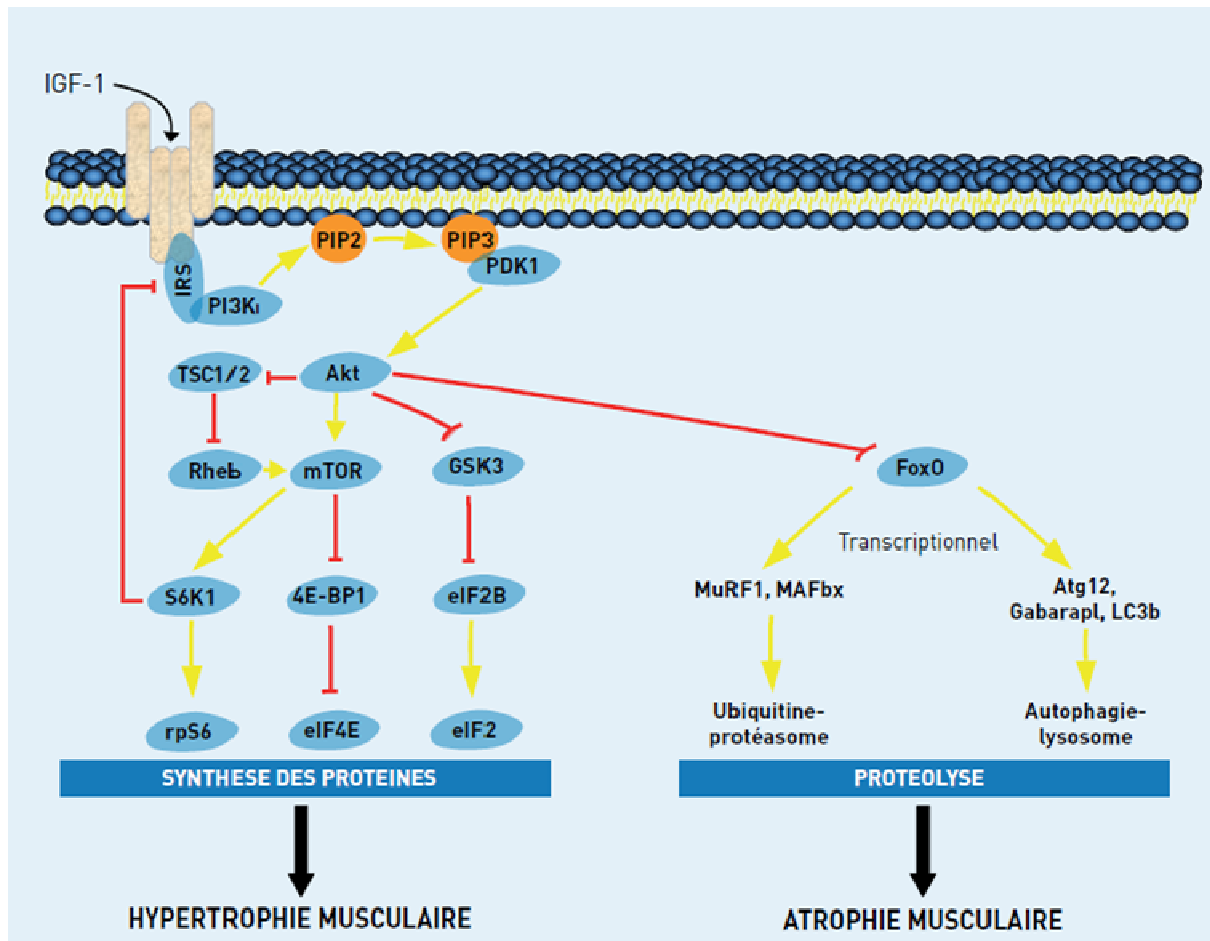 IGF-1
PIP2
PIP3
PDK1
IRS
PI3Kı
TSC1/2
Akt
Rheb
mTOR
GSK3
FoxO
Transcriptionnel
S6K1
4E-BP1
eIF2B
MuRF1, MAFbx
Atg12,
Gabarapl, LC3b
rpS6
eIF4E
eIF2
Ubiquitine-
protéasome
Autophagie-
lysosome
SYNTHESE DES PROTEINES
PROTEOLYSE
HYPERTROPHIE MUSCULAIRE
ATROPHIE MUSCULAIRE